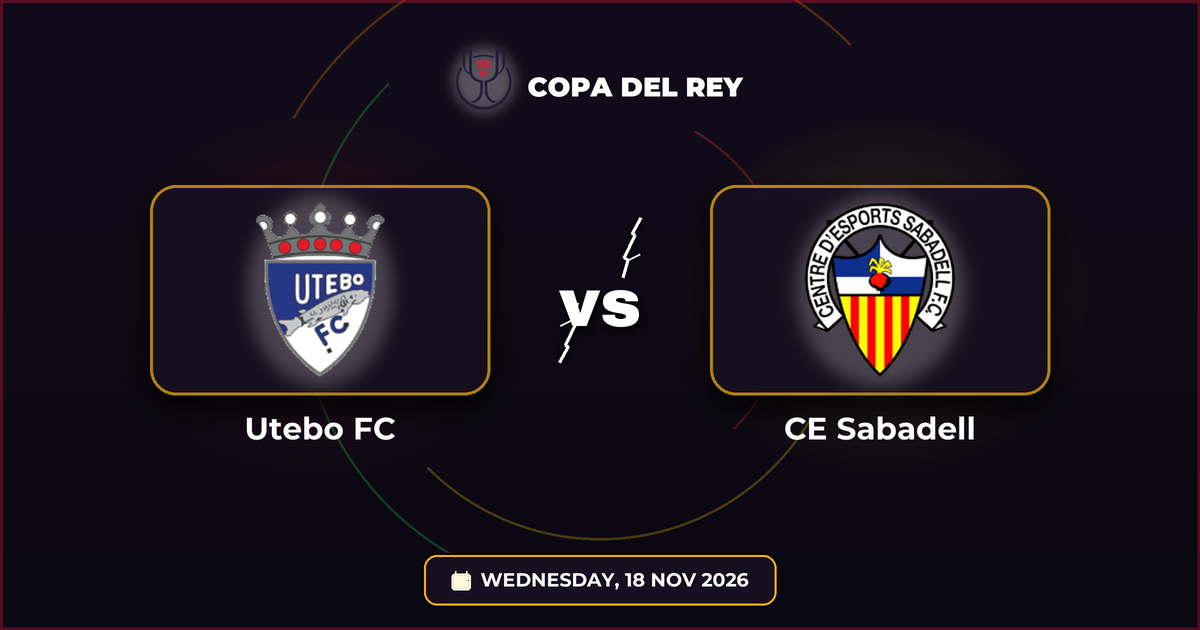 COPA DEL REY
UTEBO
FC
CENTRE D'ESPORTS SABADELL F.C.
VS
Utebo FC
CE Sabadell
WEDNESDAY, 18 NOV 2026